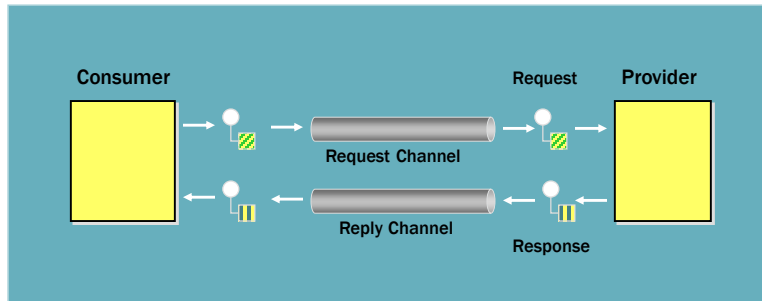 Consumer
Request
Provider
Request Channel
Reply Channel
Response